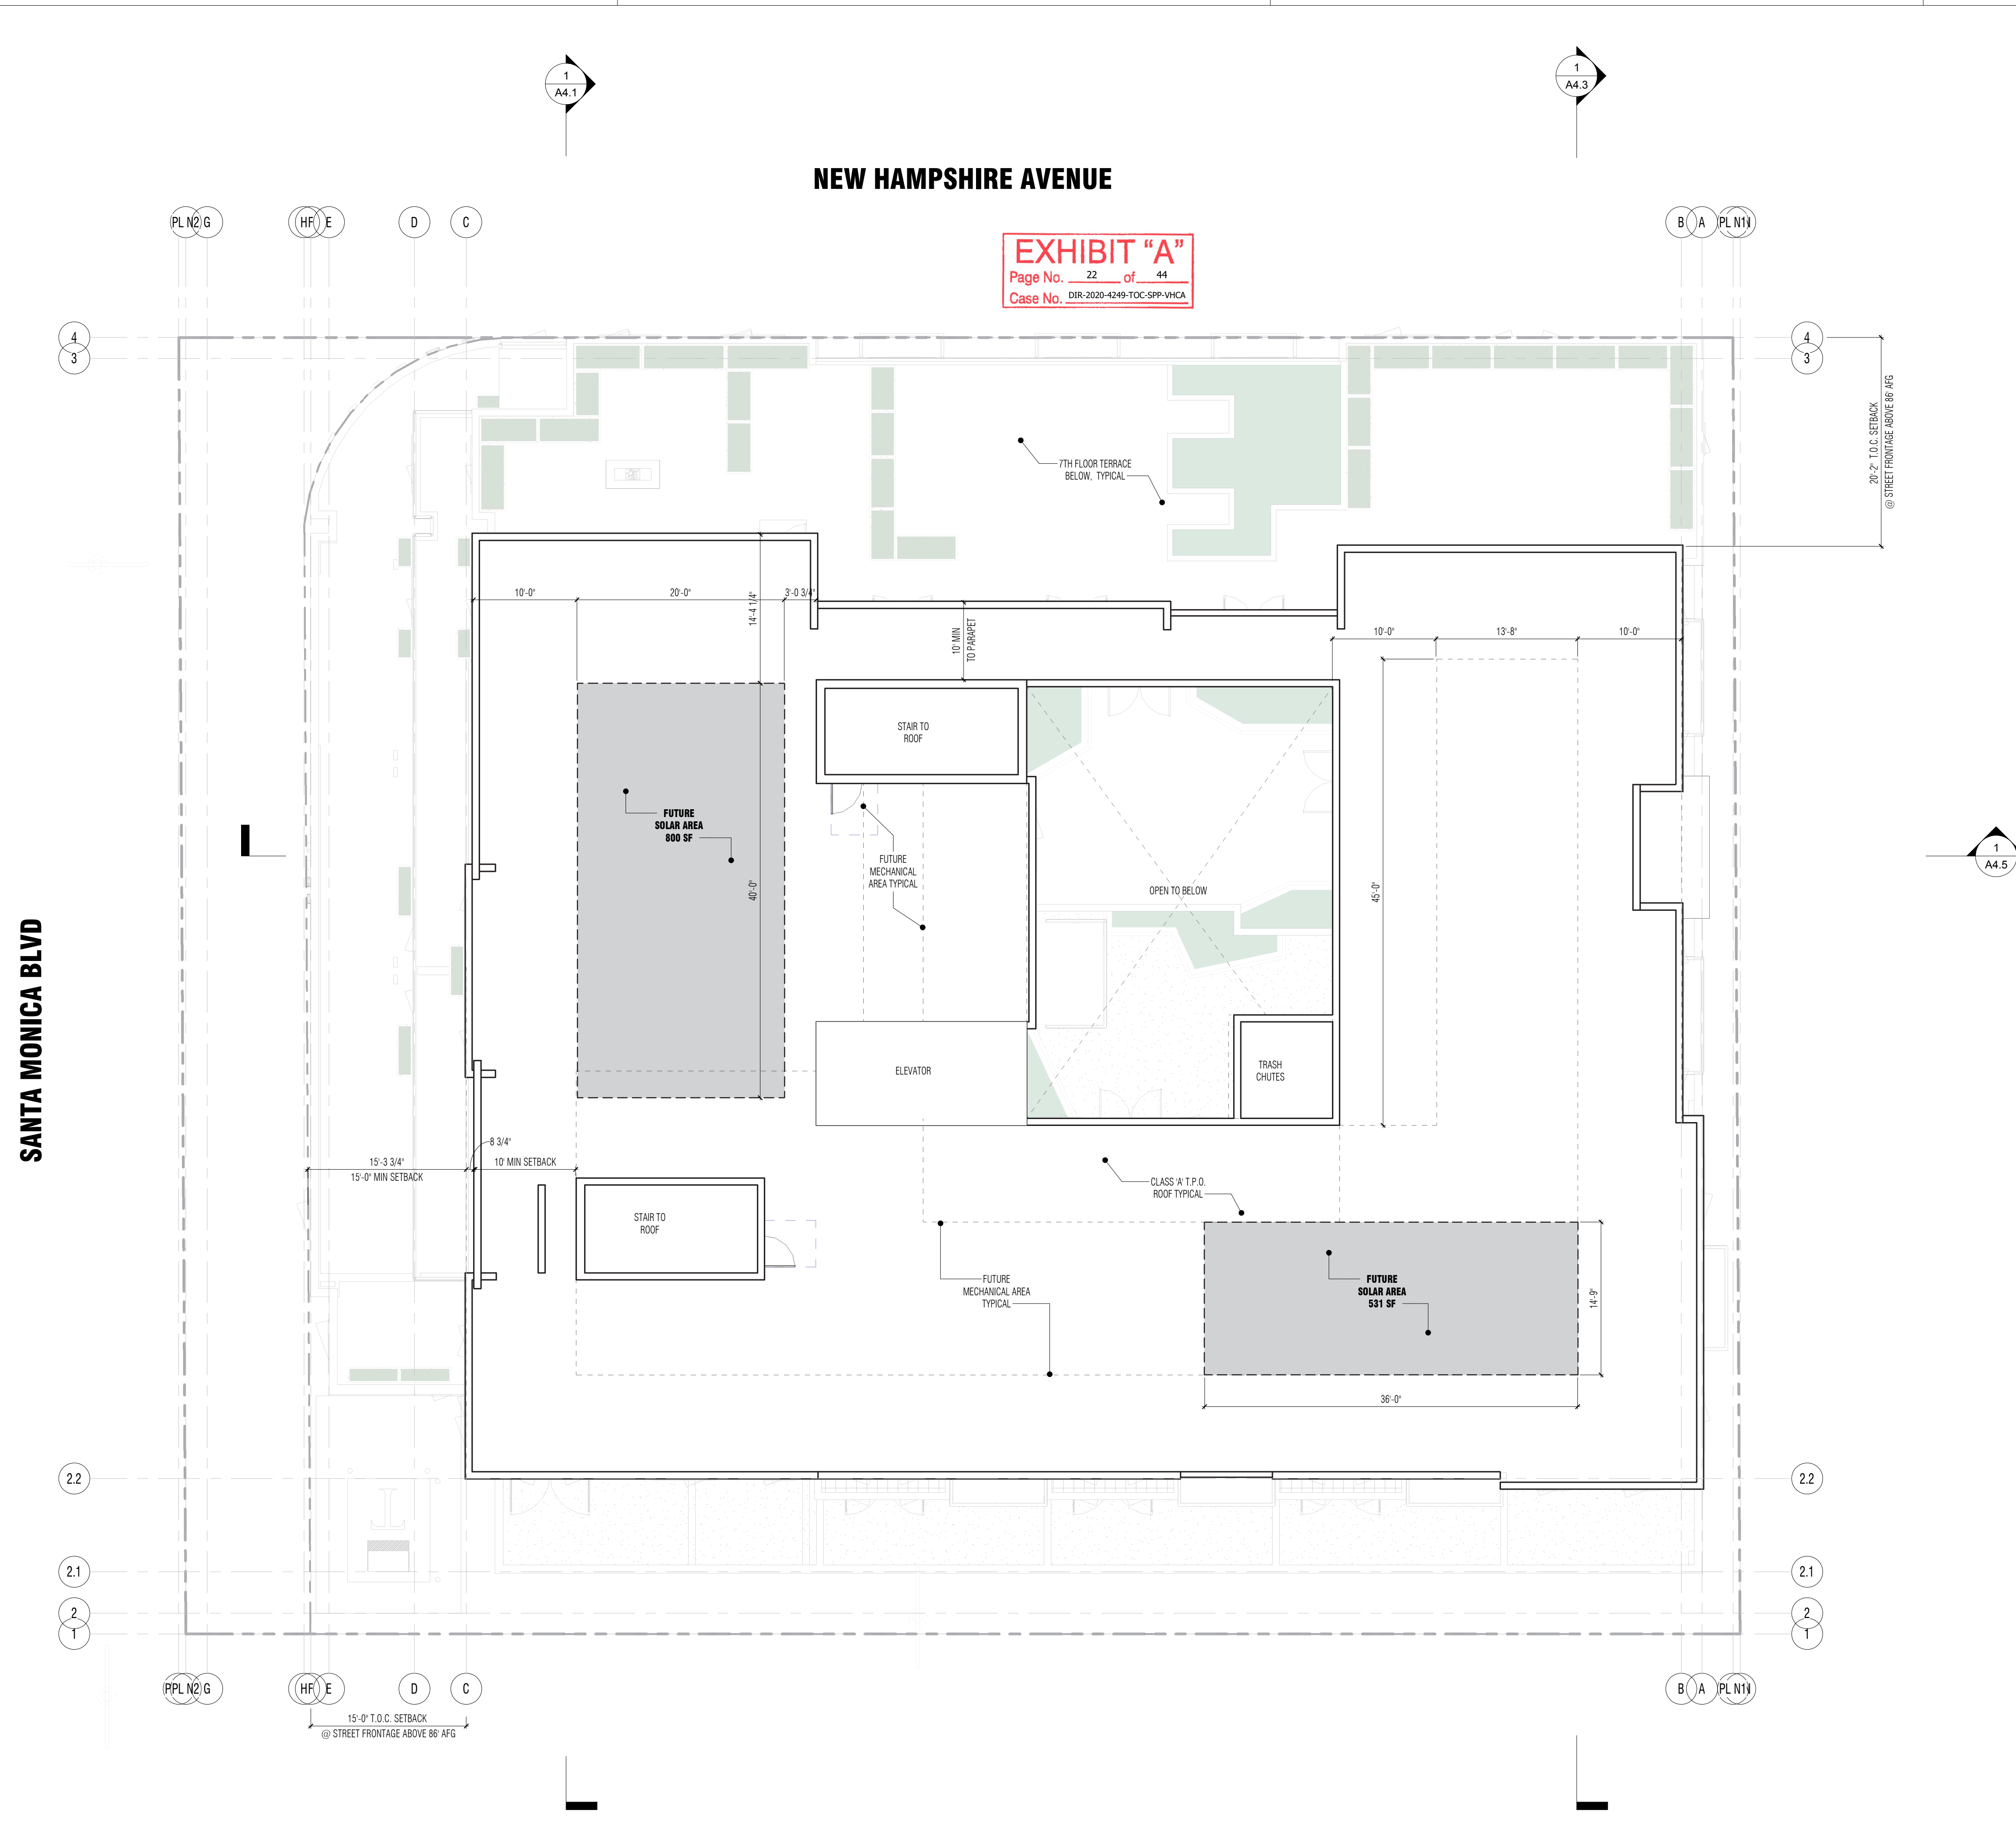 1
A4.1
1
A4.3
NEW HAMPSHIRE AVENUE
PL N2 G
HF E
D
C
B
A
PL N1
EXHIBIT “A”
Page No. 22 of 44
Case No. DIR-2020-4249-TOC-SPP-VHCA
4
3
4
3
20'-2" T.O.C. SETBACK
@ STREET FRONTAGE ABOVE 86' AFG
7TH FLOOR TERRACE
BELOW, TYPICAL
10'-0"
20'-0"
3'-0 3/4"
14'-4 1/4"
10' MIN
TO PARAPET
10'-0"
13'-8"
10'-0"
STAIR TO
ROOF
FUTURE
SOLAR AREA
800 SF
40'-0"
FUTURE
MECHANICAL
AREA TYPICAL
OPEN TO BELOW
45'-0"
1
A4.5
SANTA MONICA BLVD
ELEVATOR
TRASH
CHUTES
8 3/4"
15'-3 3/4"
15'-0" MIN SETBACK
10' MIN SETBACK
CLASS 'A' T.P.O.
ROOF TYPICAL
STAIR TO
ROOF
FUTURE
MECHANICAL AREA
TYPICAL
FUTURE
SOLAR AREA
531 SF
14'-9"
36'-0"
2.2
2.2
2.1
2.1
2
1
2
1
PL N2 G
HF E
D
C
B
A
PL N1
15'-0" T.O.C. SETBACK
@ STREET FRONTAGE ABOVE 86' AFG